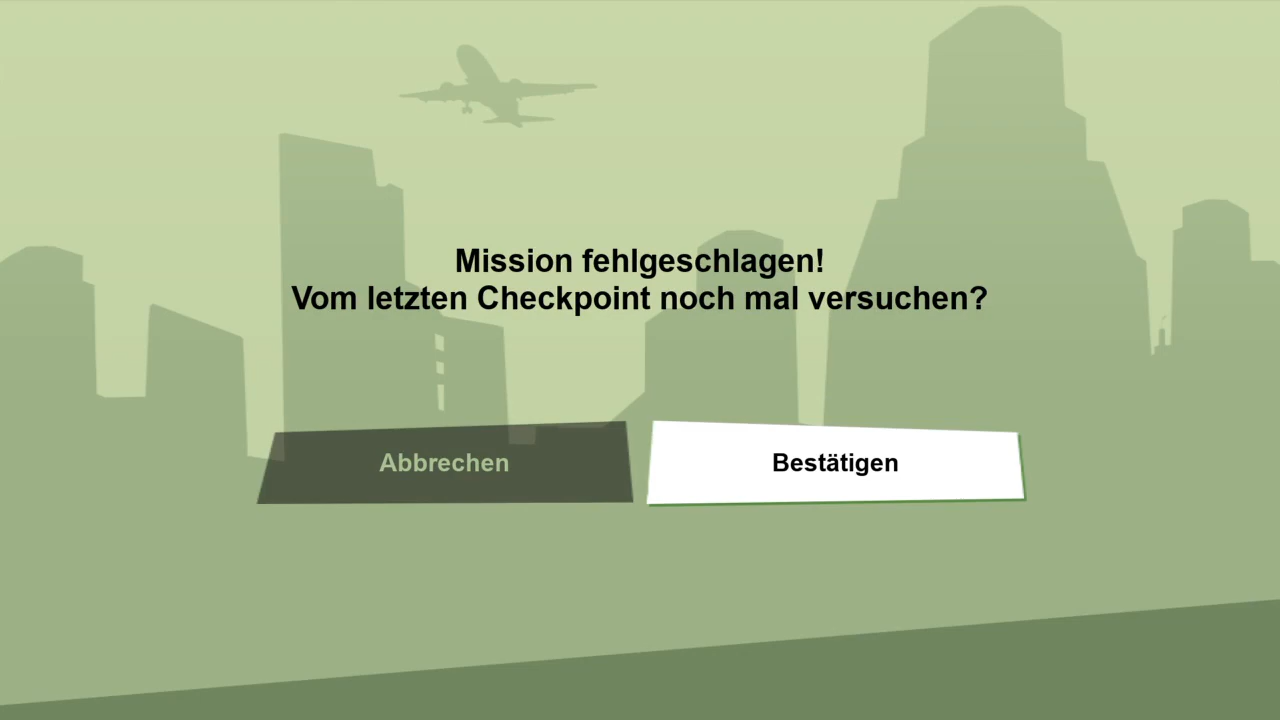 Mission fehlgeschlagen!
Vom letzten Checkpoint noch mal versuchen?
Abbrechen
Bestätigen